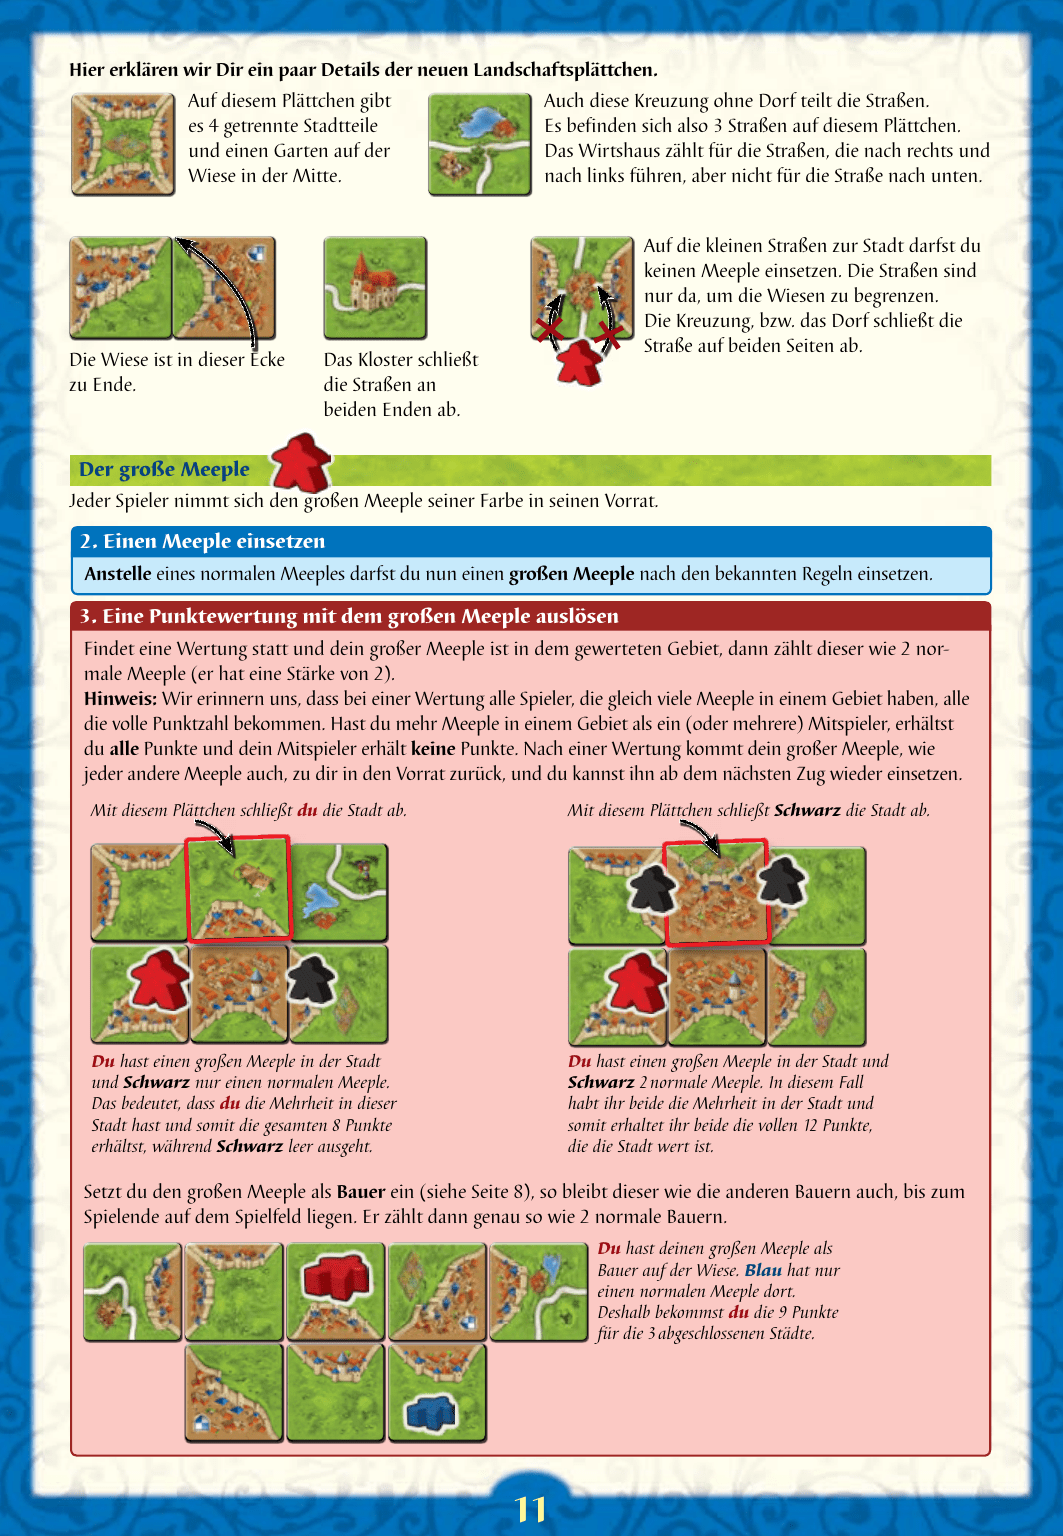 Hier erklären wir Dir ein paar Details der neuen Landschaftsplättchen.
Auf diesem Plättchen gibt
es 4 getrennte Stadtteile
und einen Garten auf der
Wiese in der Mitte.
Auch diese Kreuzung ohne Dorf teilt die Straßen.
Es befinden sich also 3 Straßen auf diesem Plättchen.
Das Wirtshaus zählt für die Straßen, die nach rechts und
nach links führen, aber nicht für die Straße nach unten.
Die Wiese ist in dieser Ecke
zu Ende.
Das Kloster schließt
die Straßen an
beiden Enden ab.
Auf die kleinen Straßen zur Stadt darfst du
keinen Meeple einsetzen. Die Straßen sind
nur da, um die Wiesen zu begrenzen.
Die Kreuzung, bzw. das Dorf schließt die
Straße auf beiden Seiten ab.
Der große Meeple
Jeder Spieler nimmt sich den großen Meeple seiner Farbe in seinen Vorrat.
2. Einen Meeple einsetzen
Anstelle eines normalen Meeples darfst du nun einen großen Meeple nach den bekannten Regeln einsetzen.
3. Eine Punktewertung mit dem großen Meeple auslösen
Findet eine Wertung statt und dein großer Meeple ist in dem gewerteten Gebiet, dann zählt dieser wie 2 nor-
male Meeple (er hat eine Stärke von 2).
Hinweis: Wir erinnern uns, dass bei einer Wertung alle Spieler, die gleich viele Meeple in einem Gebiet haben, alle
die volle Punktzahl bekommen. Hast du mehr Meeple in einem Gebiet als ein (oder mehrere) Mitspieler, erhältst
du alle Punkte und dein Mitspieler erhält keine Punkte. Nach einer Wertung kommt dein großer Meeple, wie
jeder andere Meeple auch, zu dir in den Vorrat zurück, und du kannst ihn ab dem nächsten Zug wieder einsetzen.
Mit diesem Plättchen schließt du die Stadt ab.
Du hast einen großen Meeple in der Stadt
und Schwarz nur einen normalen Meeple.
Das bedeutet, dass du die Mehrheit in dieser
Stadt hast und somit die gesamten 8 Punkte
erhältst, während Schwarz leer ausgeht.
Mit diesem Plättchen schließt Schwarz die Stadt ab.
Du hast einen großen Meeple in der Stadt und
Schwarz 2 normale Meeple. In diesem Fall
habt ihr beide die Mehrheit in der Stadt und
somit erhaltet ihr beide die vollen 12 Punkte,
die die Stadt wert ist.
Setzt du den großen Meeple als Bauer ein (siehe Seite 8), so bleibt dieser wie die anderen Bauern auch, bis zum
Spielende auf dem Spielfeld liegen. Er zählt dann genau so wie 2 normale Bauern.
Du hast deinen großen Meeple als
Bauer auf der Wiese. Blau hat nur
einen normalen Meeple dort.
Deshalb bekommst du die 9 Punkte
für die 3 abgeschlossenen Städte.
11